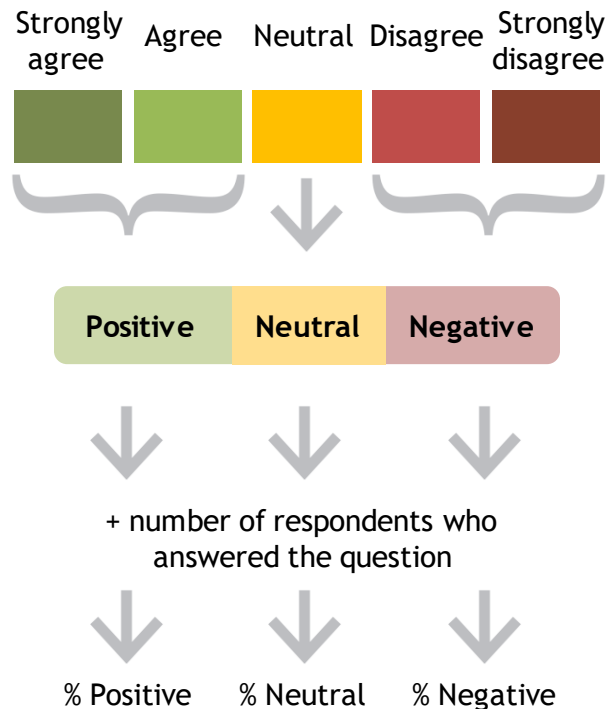 Strongly agree
Agree
Neutral
Disagree
Strongly disagree
Positive
Neutral
Negative
+ number of respondents who
answered the question
% Positive
% Neutral
% Negative